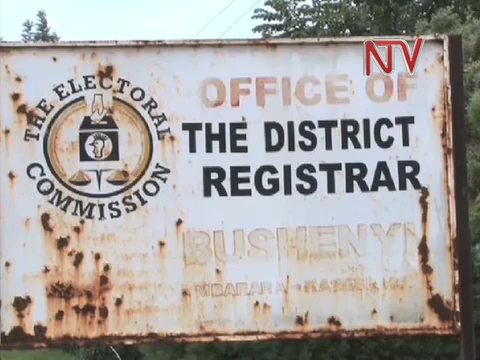 NTV
THE ELECTORAL
COMMISSION
OFFICE OF
THE DISTRICT
REGISTRAR
BUSHENYI